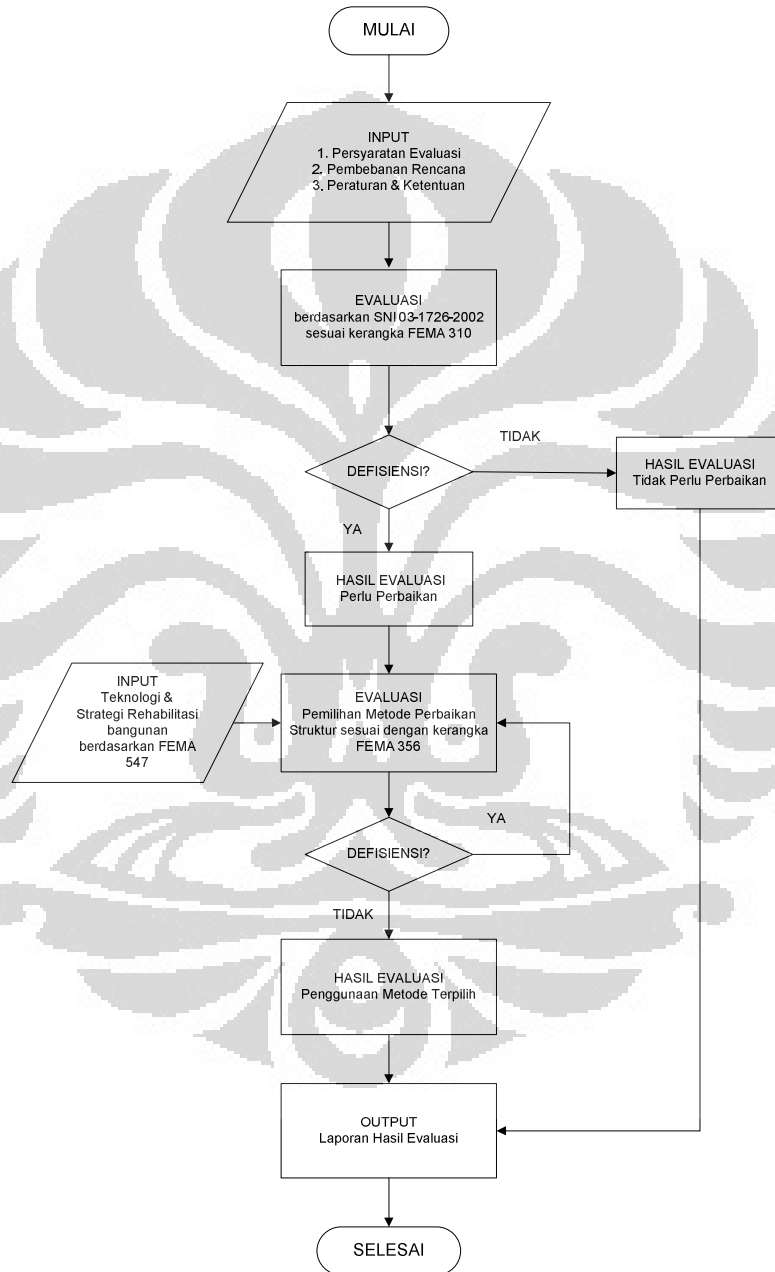 MULAI
INPUT
1. Persyaratan Evaluasi
2. Pembebanan Rencana
3. Peraturan & Ketentuan
EVALUASI
berdasarkan SNI 03-1726-2002
sesuai kerangka FEMA 310
DEFISIENSI?
TIDAK
HASIL EVALUASI
Tidak Perlu Perbaikan
YA
HASIL EVALUASI
Perlu Perbaikan
INPUT
Teknologi &
Strategi Rehabilitasi
bangunan
berdasarkan FEMA
547
EVALUASI
Pemilihan Metode Perbaikan
Struktur sesuai dengan kerangka
FEMA 356
YA
DEFISIENSI?
TIDAK
HASIL EVALUASI
Penggunaan Metode Terpilih
OUTPUT
Laporan Hasil Evaluasi
SELESAI